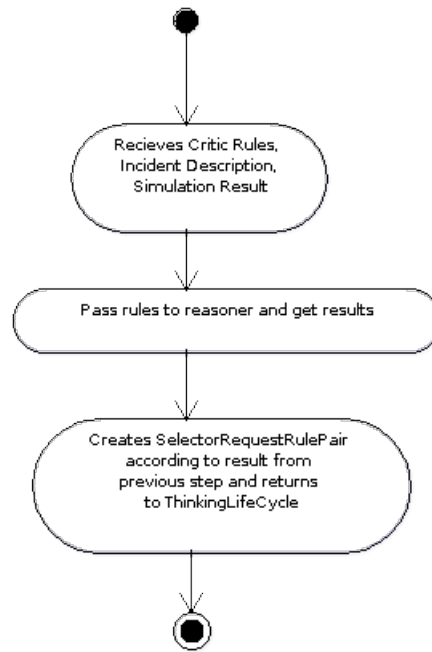 Recieves Critic Rules,
Incident Description,
Simulation Result
Pass rules to reasoner and get results
Creates SelectorRequestRulePair
according to result from
previous step and returns
to ThinkingLifeCycle